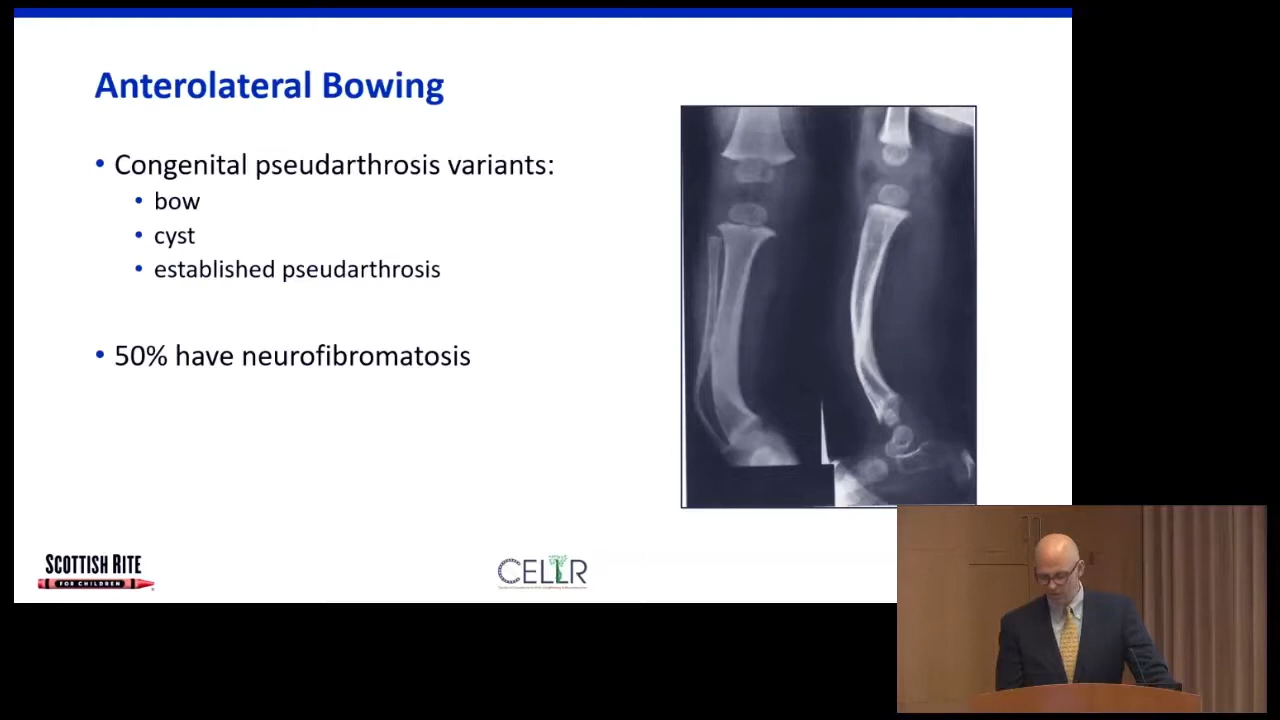 Anterolateral Bowing
• Congenital pseudarthrosis variants:
• bow
• cyst
• established pseudarthrosis
• 50% have neurofibromatosis
SCOTTISH RITE
FOR CHILDREN
CELLR